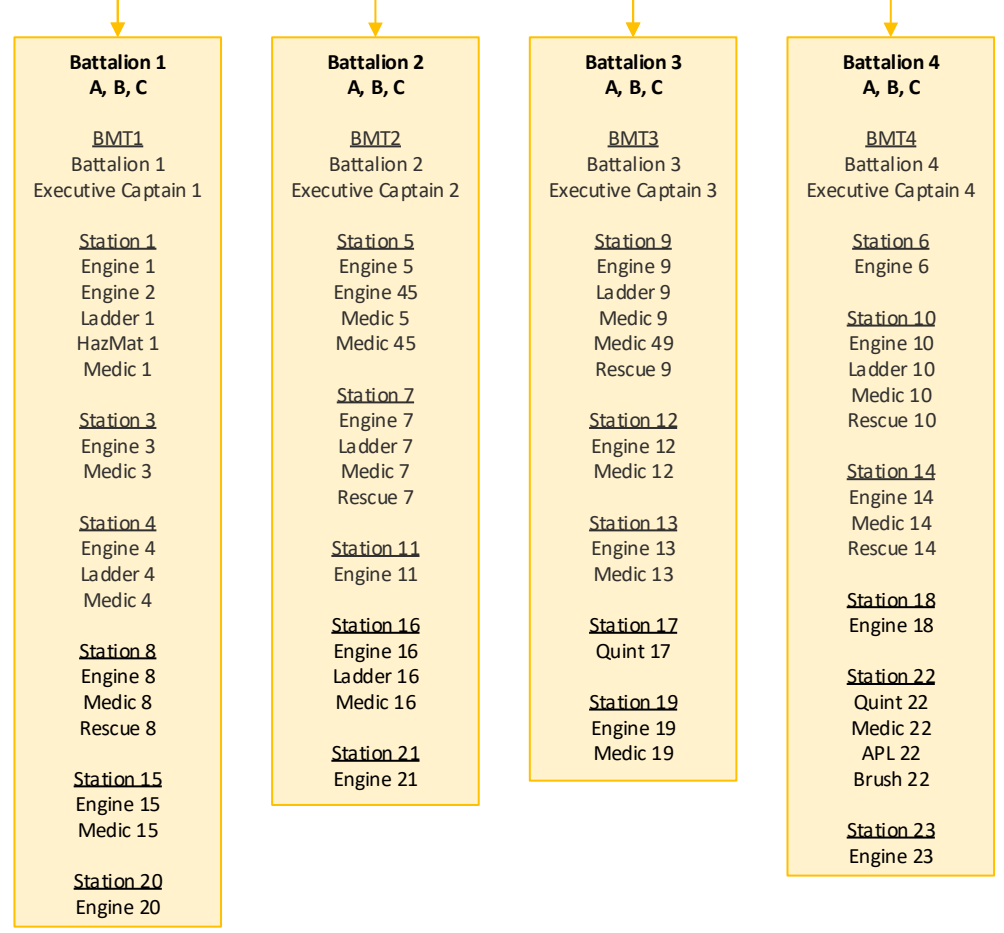 Battalion 1
A, B, C
BMT1
Battalion 1
Executive Captain 1
Station 1
Engine 1
Engine 2
Ladder 1
HazMat 1
Medic 1
Station 3
Engine 3
Medic 3
Station 4
Engine 4
Ladder 4
Medic 4
Station 8
Engine 8
Medic 8
Rescue 8
Station 15
Engine 15
Medic 15
Station 20
Engine 20
Battalion 2
A, B, C
BMT2
Battalion 2
Executive Captain 2
Station 5
Engine 5
Engine 45
Medic 5
Medic 45
Station 7
Engine 7
Ladder 7
Medic 7
Rescue 7
Station 11
Engine 11
Station 16
Engine 16
Ladder 16
Medic 16
Station 21
Engine 21
Battalion 3
A, B, C
BMT3
Battalion 3
Executive Captain 3
Station 9
Engine 9
Ladder 9
Medic 9
Medic 49
Rescue 9
Station 12
Engine 12
Medic 12
Station 13
Engine 13
Medic 13
Station 17
Quint 17
Station 19
Engine 19
Medic 19
Battalion 4
A, B, C
BMT4
Battalion 4
Executive Captain 4
Station 6
Engine 6
Station 10
Engine 10
Ladder 10
Medic 10
Rescue 10
Station 14
Engine 14
Medic 14
Rescue 14
Station 18
Engine 18
Station 22
Quint 22
Medic 22
APL 22
Brush 22
Station 23
Engine 23